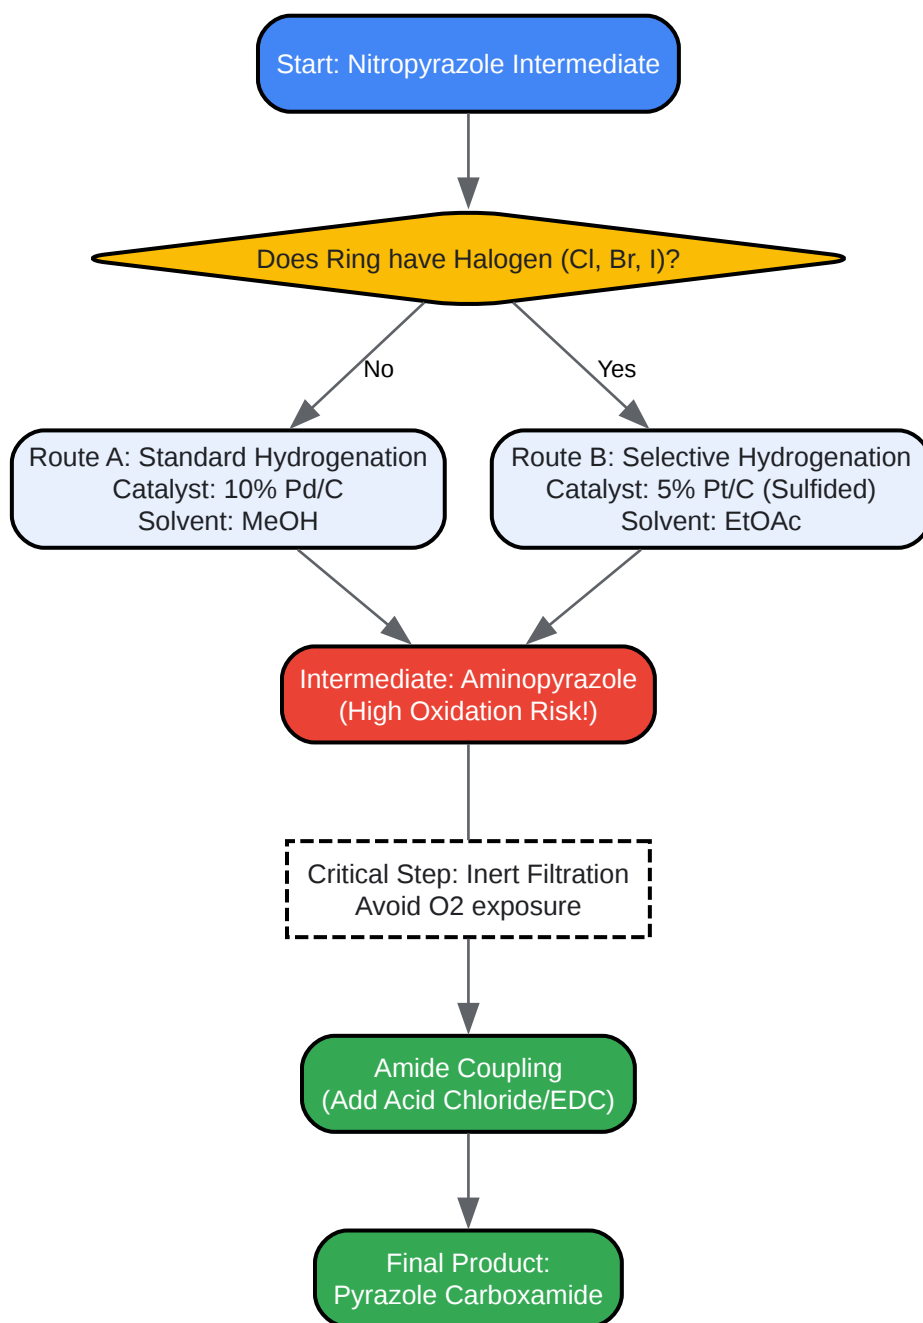 Start: Nitropyrazole Intermediate
Does Ring have Halogen (Cl, Br, I)?
No
Yes
Route A: Standard Hydrogenation
Catalyst: 10% Pd/C
Solvent: MeOH
Route B: Selective Hydrogenation
Catalyst: 5% Pt/C (Sulfided)
Solvent: EtOAc
Intermediate: Aminopyrazole
(High Oxidation Risk!)
Critical Step: Inert Filtration
Avoid O2 exposure
Amide Coupling
(Add Acid Chloride/EDC)
Final Product:
Pyrazole Carboxamide